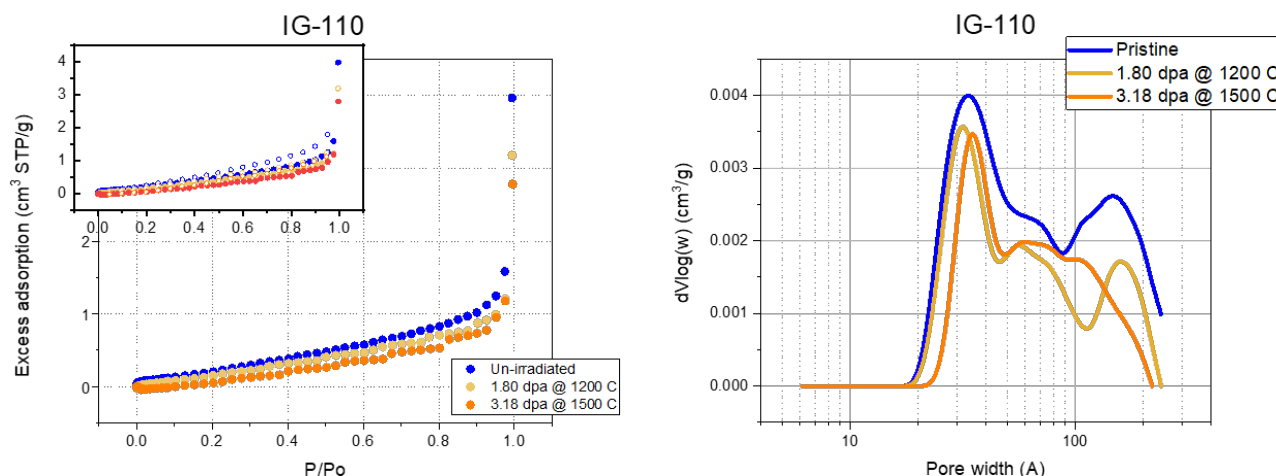 IG-110
4
3
2
1
0
0.0 0.2 0.4 0.6 0.8 1.0
2
1
0
0.0 0.2 0.4 0.6 0.8 1.0
Excess adsorption (cm³ STP/g)
P/Po
Un-irradiated
1.80 dpa @ 1200 C
3.18 dpa @ 1500 C
IG-110
Pristine
1.80 dpa @ 1200 C
3.18 dpa @ 1500 C
0.004
0.003
0.002
0.001
0.000
10 100
dV/log(w) (cm³/g)
Pore width (A)